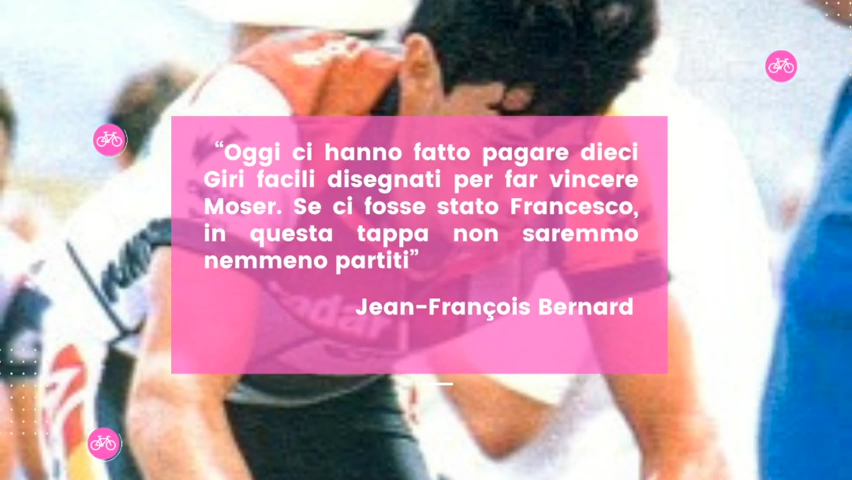 “Oggi ci hanno fatto pagare dieci
Giri facili disegnati per far vincere
Moser. Se ci fosse stato Francesco,
in questa tappa non saremmo
nemmeno partiti”
Jean-François Bernard